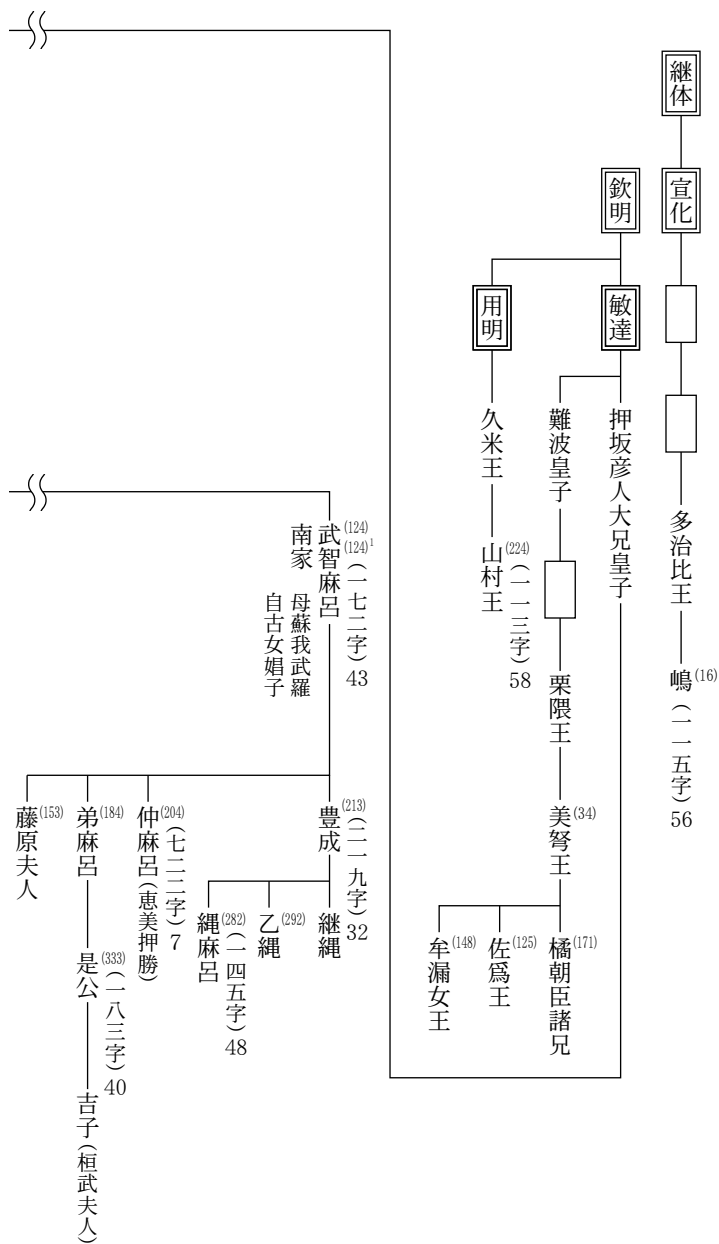 継体
宣化
多治比王
嶋(16)(一一五字)56
欽明
敏達
押坂彦人大兄皇子
難波皇子
栗隈王
美弩王(34)
橘朝臣諸兄(171)
佐爲王(125)
牟漏女王(148)
用明
久米王
山村王(224)(一一三字)58
武智麻呂(124)(124)¹(一七二字)43
南家 母蘇我武羅
自古女娼子
豊成(213)(二一九字)32
継縄
乙縄(292)
縄麻呂(282)(一四五字)48
仲麻呂(恵美押勝)(204)(七二二字)7
弟麻呂(184)
是公(333)(一八三字)40
吉子(桓武夫人)
藤原夫人(153)